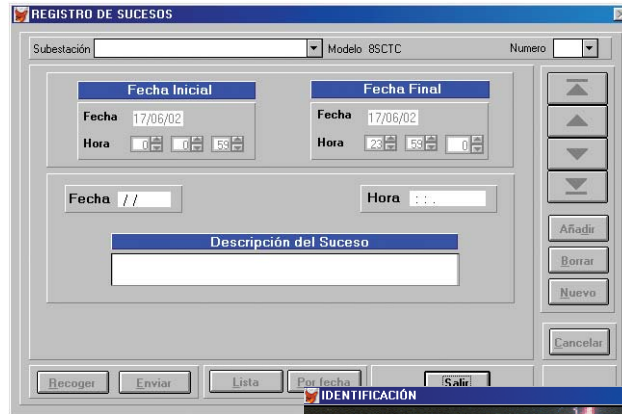 REGISTRO DE SUCESOS
Subestación Modelo 8SCTC Numero
Fecha Inicial Fecha Final
Fecha 17/06/02 Fecha 17/06/02
Hora 0 0 59 Hora 23 59 0
Fecha / / Hora : : .
Descripción del Suceso
Añadir
Borrar
Nuevo
Cancelar
Recoger Enviar Lista Por fecha Salir
IDENTIFICACIÓN